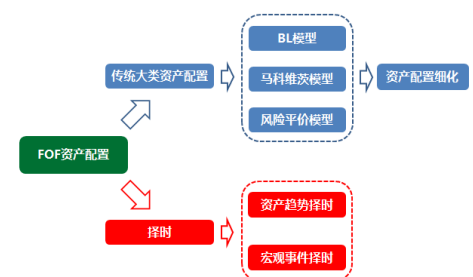 BL模型
传统大类资产配置
马科维茨模型
资产配置细化
风险平价模型
FOF资产配置
资产趋势择时
择时
宏观事件择时